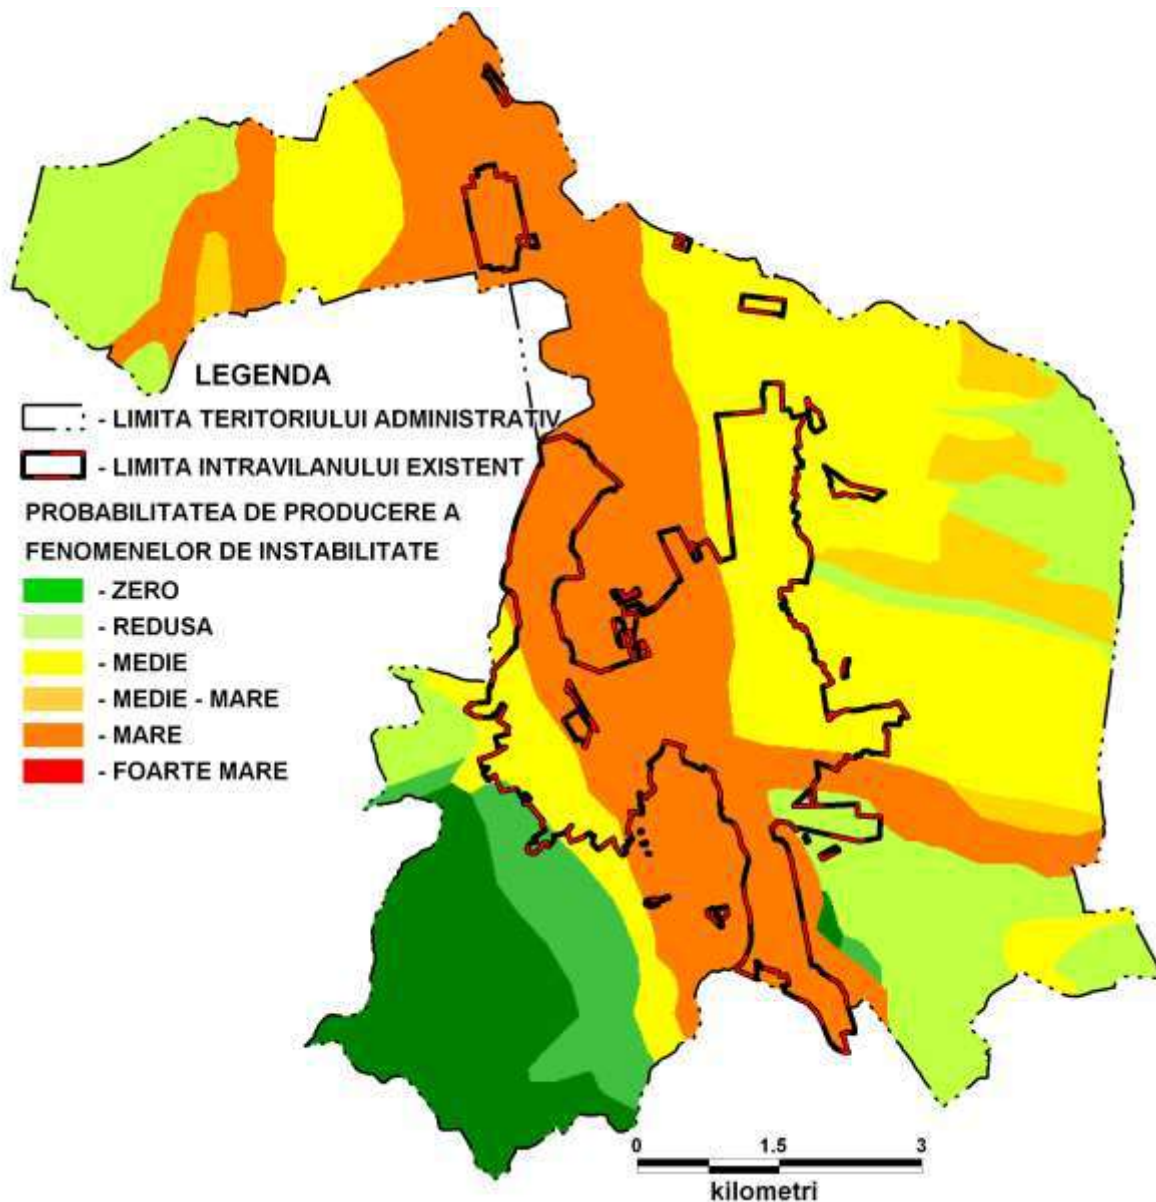 LEGENDA
- LIMITA TERITORIULUI ADMINISTRATIV
- LIMITA INTRAVILANULUI EXISTENT
PROBABILITATEA DE PRODUCERE A
FENOMENELOR DE INSTABILITATE
- ZERO
- REDUSA
- MEDIE
- MEDIE - MARE
- MARE
- FOARTE MARE
0 1.5 3
kilometri